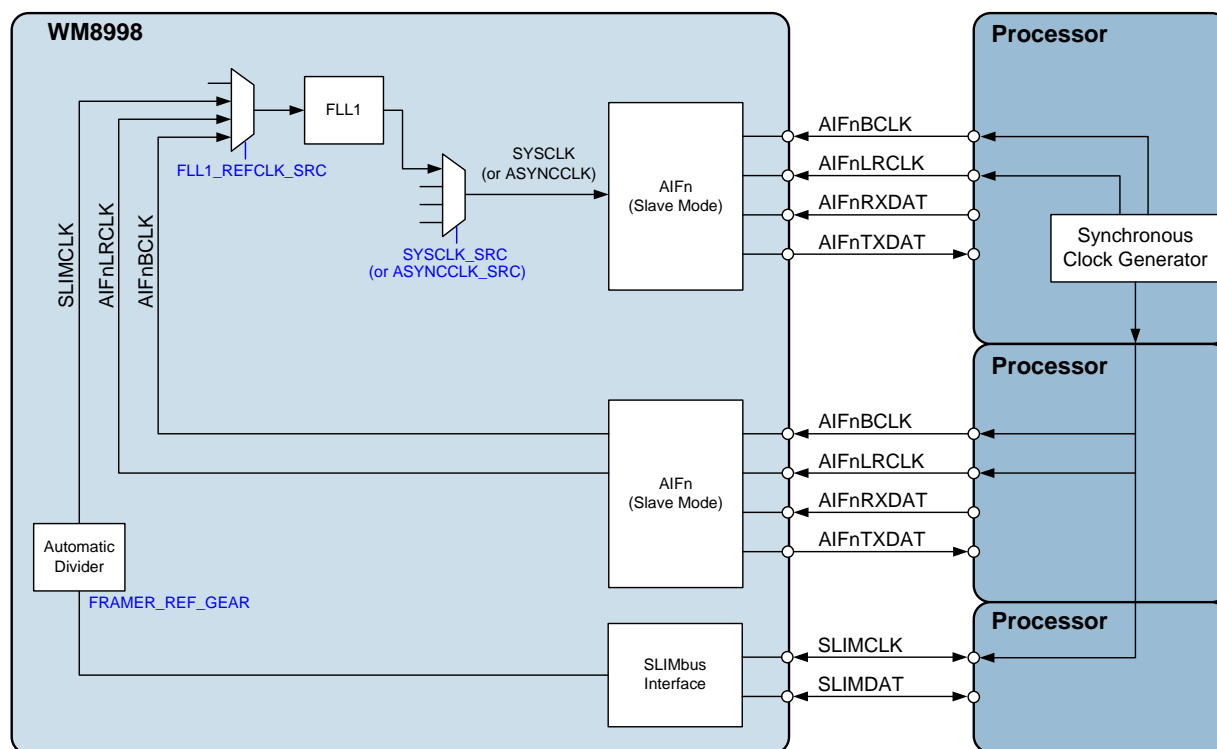 WM8998
Processor
FLL1
FLL1_REFCLK_SRC
SYSCLK
(or ASYNCCLK)
SYSCLK_SRC
(or ASYNCCLK_SRC)
AIFn
(Slave Mode)
AIFnBCLK
AIFnLRCLK
AIFnRXDAT
AIFnTXDAT
Synchronous
Clock Generator
SLIMCLK
AIFnLRCLK
AIFnBCLK
Processor
AIFn
(Slave Mode)
AIFnBCLK
AIFnLRCLK
AIFnRXDAT
AIFnTXDAT
Automatic
Divider
FRAMER_REF_GEAR
Processor
SLIMbus
Interface
SLIMCLK
SLIMDAT